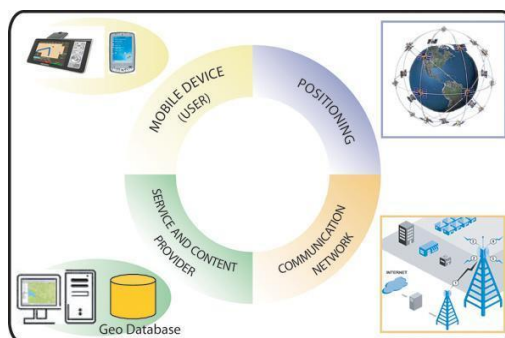 MOBILE DEVICE
(USER)
POSITIONING
SERVICE AND CONTENT
PROVIDER
COMMUNICATION
NETWORK
INTERNET
Geo Database